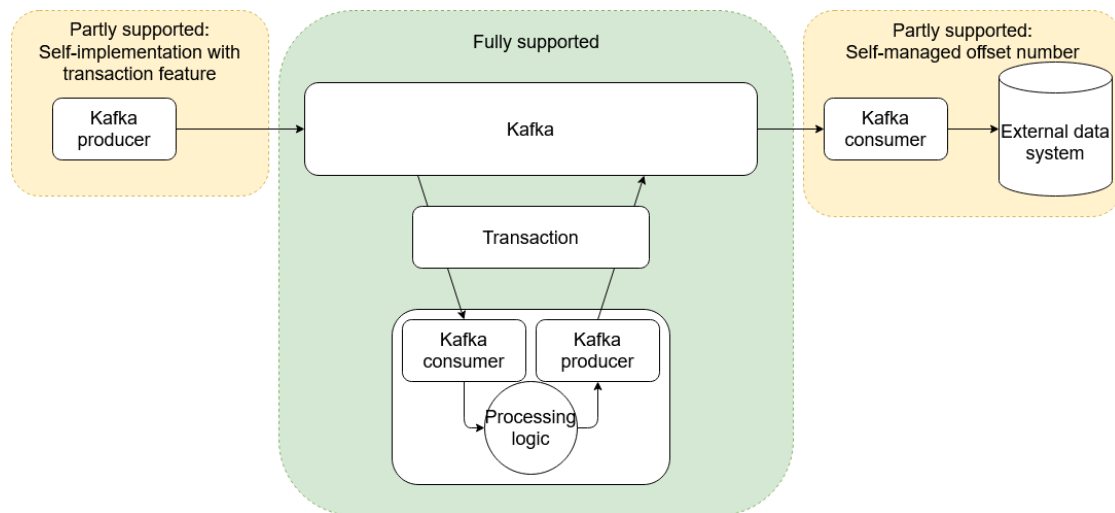 Partly supported:
Self-implementation with
transaction feature
Kafka
producer
Fully supported
Kafka
Transaction
Kafka
consumer
Kafka
producer
Processing
logic
Partly supported:
Self-managed offset number
Kafka
consumer
External data
system